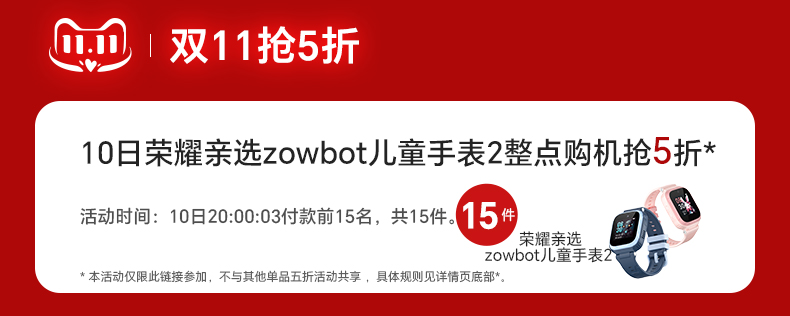 11.11
双11抢5折
10日荣耀亲选zowbot儿童手表2整点购机抢5折*
活动时间：10日20:00:03付款前15名，共15件。
15件
荣耀亲选
zowbot儿童手表2
* 本活动仅限此链接参加，不与其他单品五折活动共享 ，具体规则见详情页底部*。